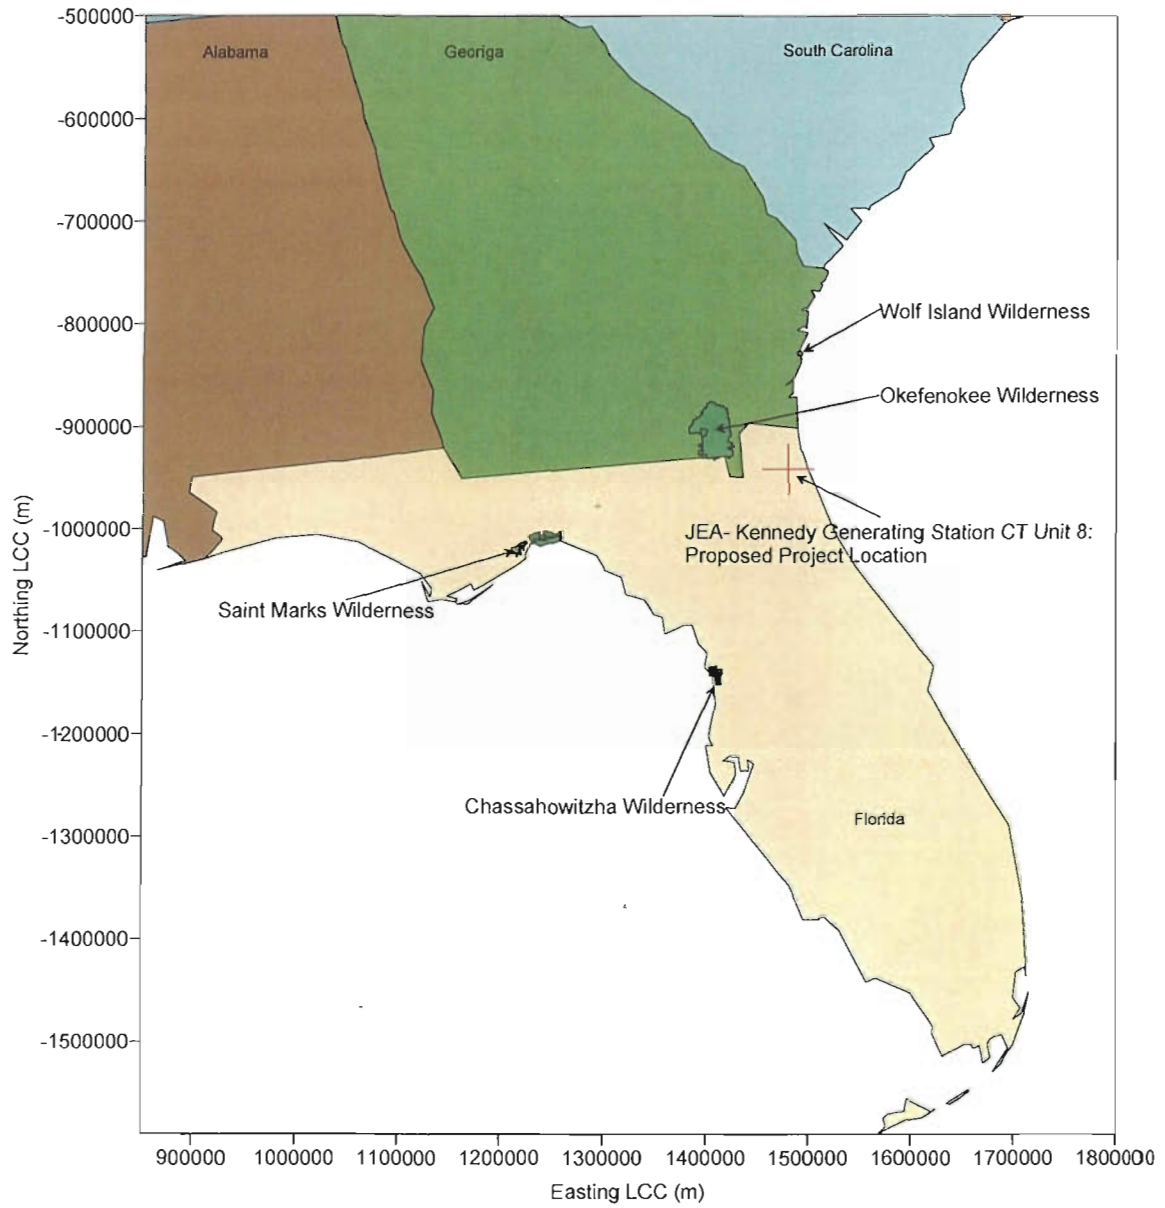 -500000
Alabama
Georiga
South Carolina
-600000
-700000
-800000
Wolf Island Wilderness
Okefenokee Wilderness
-900000
-1000000
JEA- Kennedy Generating Station CT Unit 8:
Proposed Project Location
Saint Marks Wilderness
-1100000
-1200000
Chassahowitzha Wilderness
Florida
-1300000
-1400000
-1500000
Northing LCC (m)
900000 1000000 1100000 1200000 1300000 1400000 1500000 1600000 1700000 18000000
Easting LCC (m)